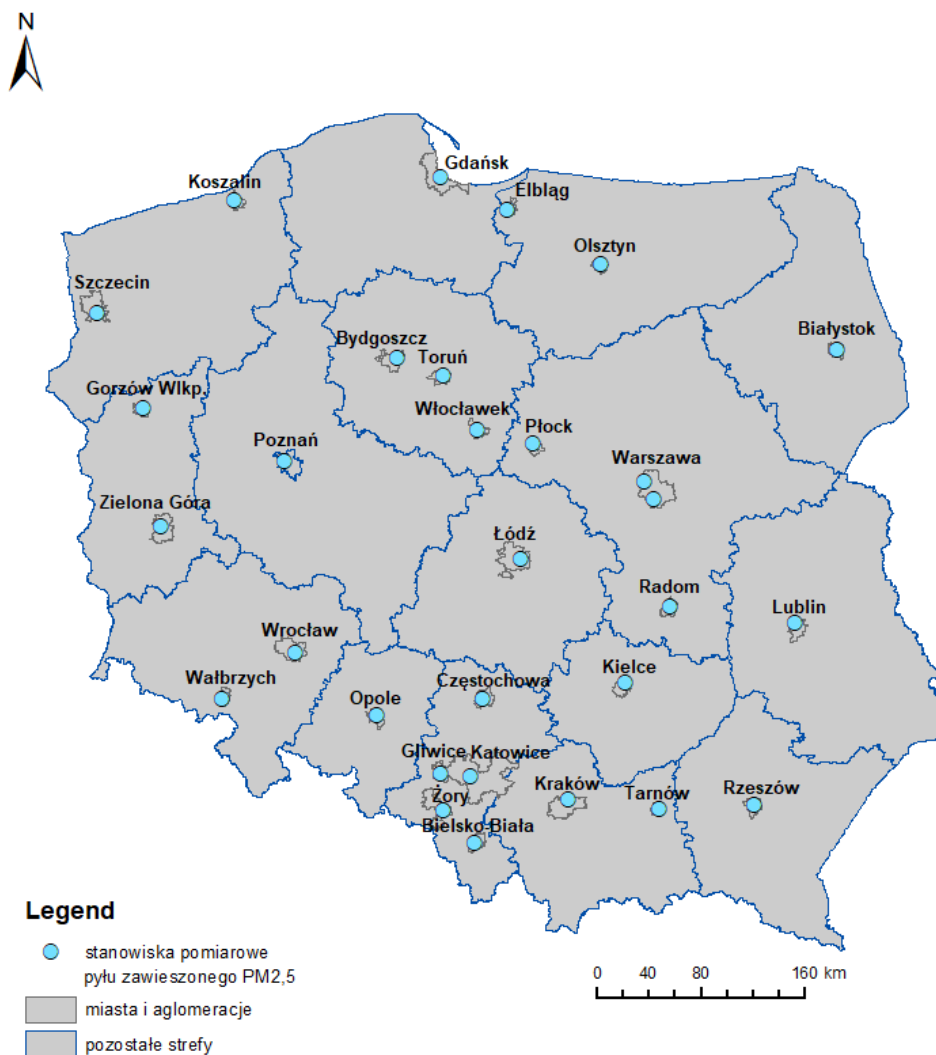 N
Gdańsk
Koszalin
Elbląg
Olsztyn
Szczecin
Białystok
Bydgoszcz
Toruń
Gorzów Wlkp.
Włocławek
Płock
Poznań
Warszawa
Zielona Góra
Łódź
Radom
Lublin
Wrocław
Kielce
Wałbrzych
Częstochowa
Opole
Gliwice
Katowice
Kraków
Tarnów
Rzeszów
Żory
Bielsko-Biała
Legend
stanowiska pomiarowe
pyłu zawieszonego PM2,5
miasta i aglomeracje
pozostałe strefy
0 40 80 160 km